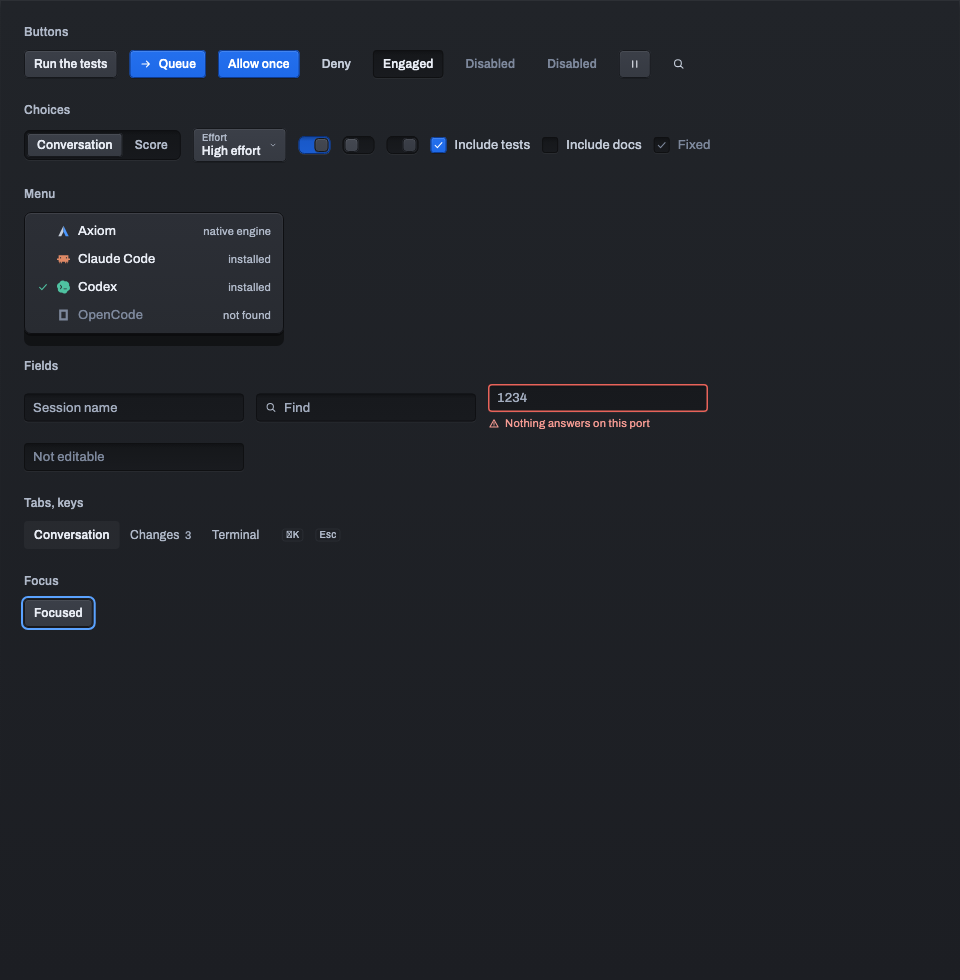 Buttons
Run the tests
Queue
Allow once
Deny
Engaged
Disabled
Disabled
Choices
Conversation
Score
Effort
High effort
Include tests
Include docs
Fixed
Menu
Axiom native engine
Claude Code installed
Codex installed
OpenCode not found
Fields
Session name
Find
1234
Nothing answers on this port
Not editable
Tabs, keys
Conversation
Changes 3
Terminal
K
Esc
Focus
Focused